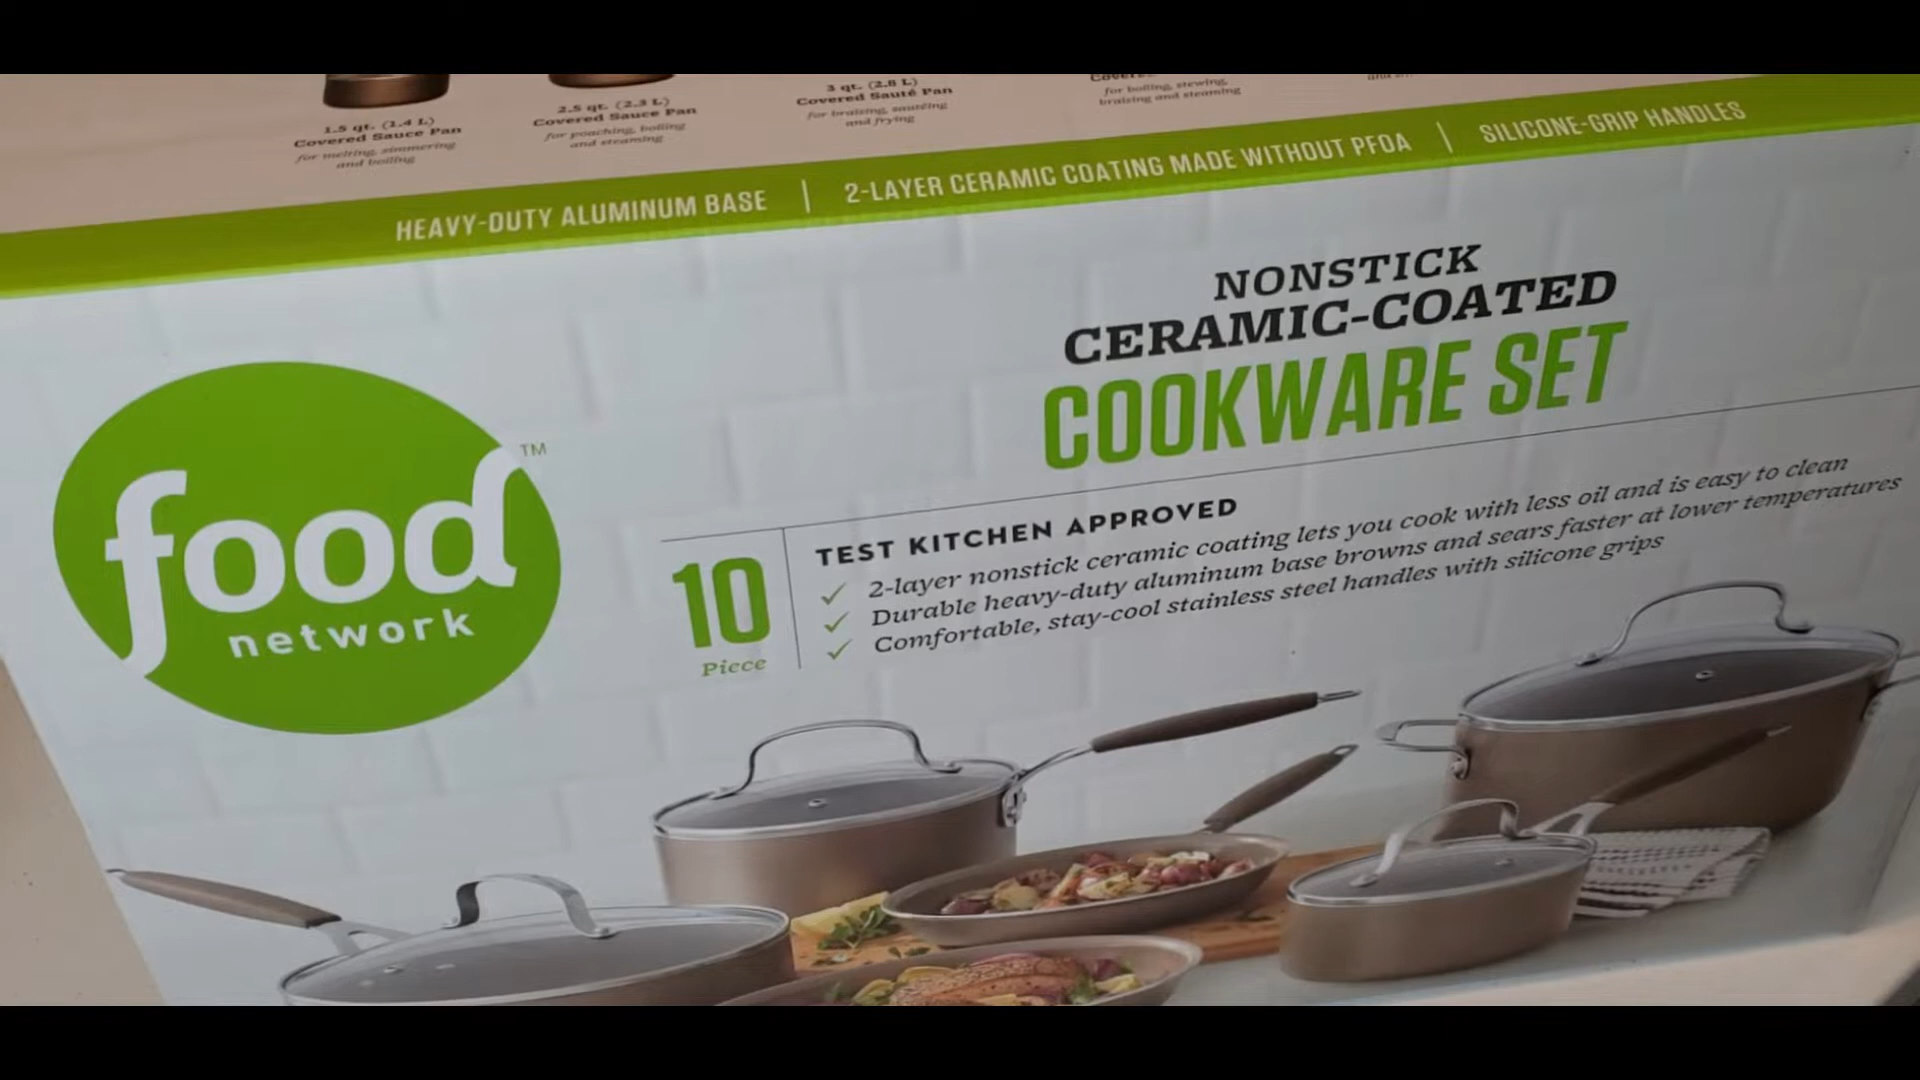 1.5 qt. (1.4 L)
Covered Sauce Pan
for melting, simmering
and boiling
2.5 qt. (2.3 L)
Covered Sauce Pan
for poaching, boiling
and steaming
3 qt. (2.8 L)
Covered Sauté Pan
for braising, sautéing
and frying
Covered
for boiling, stewing,
braising and steaming
and
HEAVY-DUTY ALUMINUM BASE | 2-LAYER CERAMIC COATING MADE WITHOUT PFOA | SILICONE-GRIP HANDLES
NONSTICK
CERAMIC-COATED
COOKWARE SET
food
network
TM
10
Piece
TEST KITCHEN APPROVED
✓ 2-layer nonstick ceramic coating lets you cook with less oil and is easy to clean
✓ Durable heavy-duty aluminum base browns and sears faster at lower temperatures
✓ Comfortable, stay-cool stainless steel handles with silicone grips